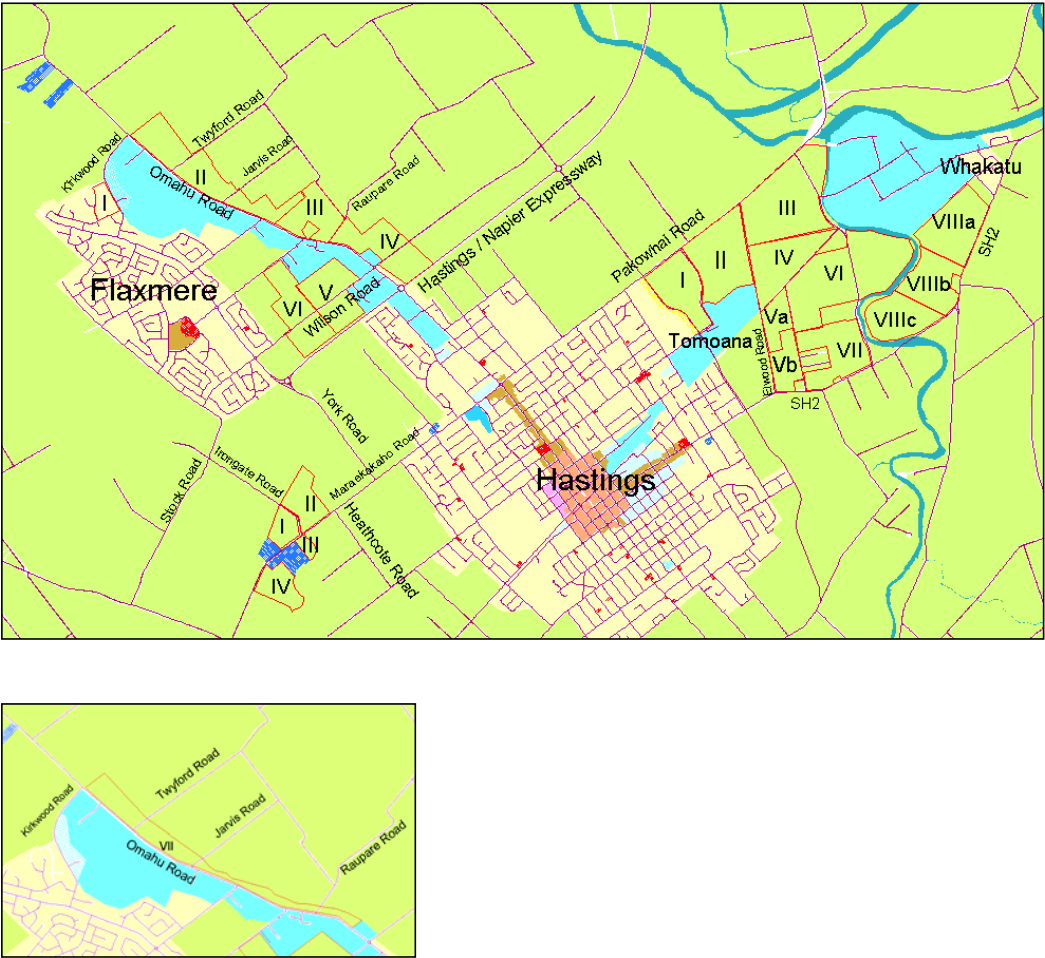 Whakatu
Twyford Road
Kirkwood Road
Jarvis Road
II
Omahu Road
I
Raupare Road
III
III
VIIIa
Pakowhai Road
SH2
IV
Hastings / Napier Expressway
II
IV
VI
Flaxmere
I
VIIIb
V
VI
Wilson Road
Va
VIIIc
Tomoana
VII
Elwood Road
Vb
SH2
York Road
Maraekakaho Road
Irongate Road
Hastings
Stock Road
II
I
Heathcote Road
III
IV
Twyford Road
Kirkwood Road
Jarvis Road
VII
Raupare Road
Omahu Road